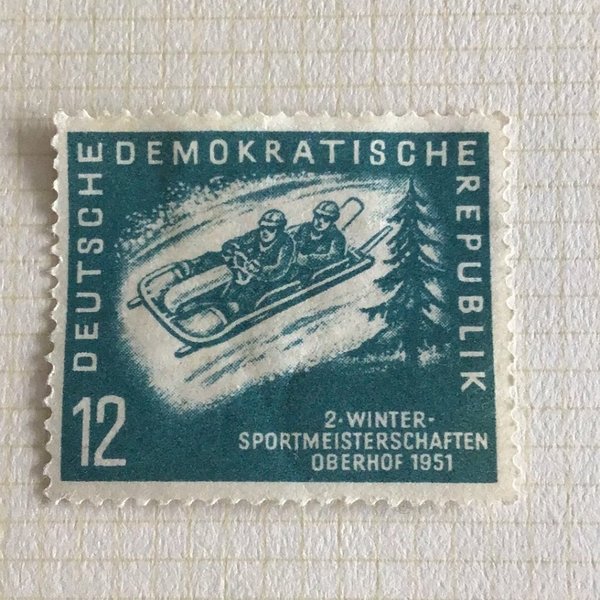 DEUTSCHE DEMOKRATISCHE REPUBLIK
12
2·WINTER-
SPORTMEISTERSCHAFTEN
OBERHOF 1951